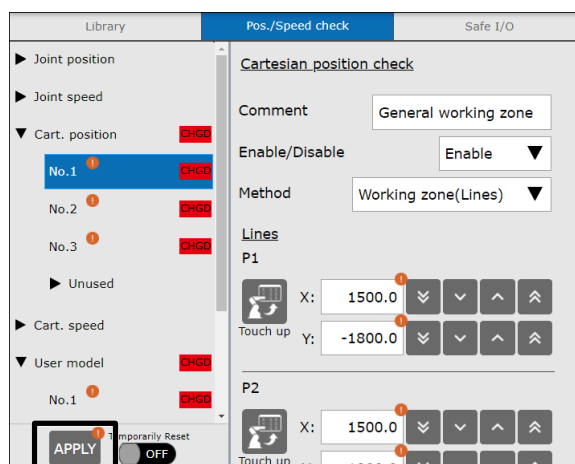 Library
Pos./Speed check
Safe I/O
Joint position
Joint speed
Cart. position CHGD
No.1 ! CHGD
No.2 ! CHGD
No.3 ! CHGD
Unused
Cart. speed
User model CHGD
No.1 ! CHGD
APPLY !
Temporarily Reset
OFF
Cartesian position check
Comment General working zone
Enable/Disable Enable
Method Working zone(Lines)
Lines
P1
X: 1500.0 !
Touch up Y: -1800.0 !
P2
X: 1500.0 !
Touch up